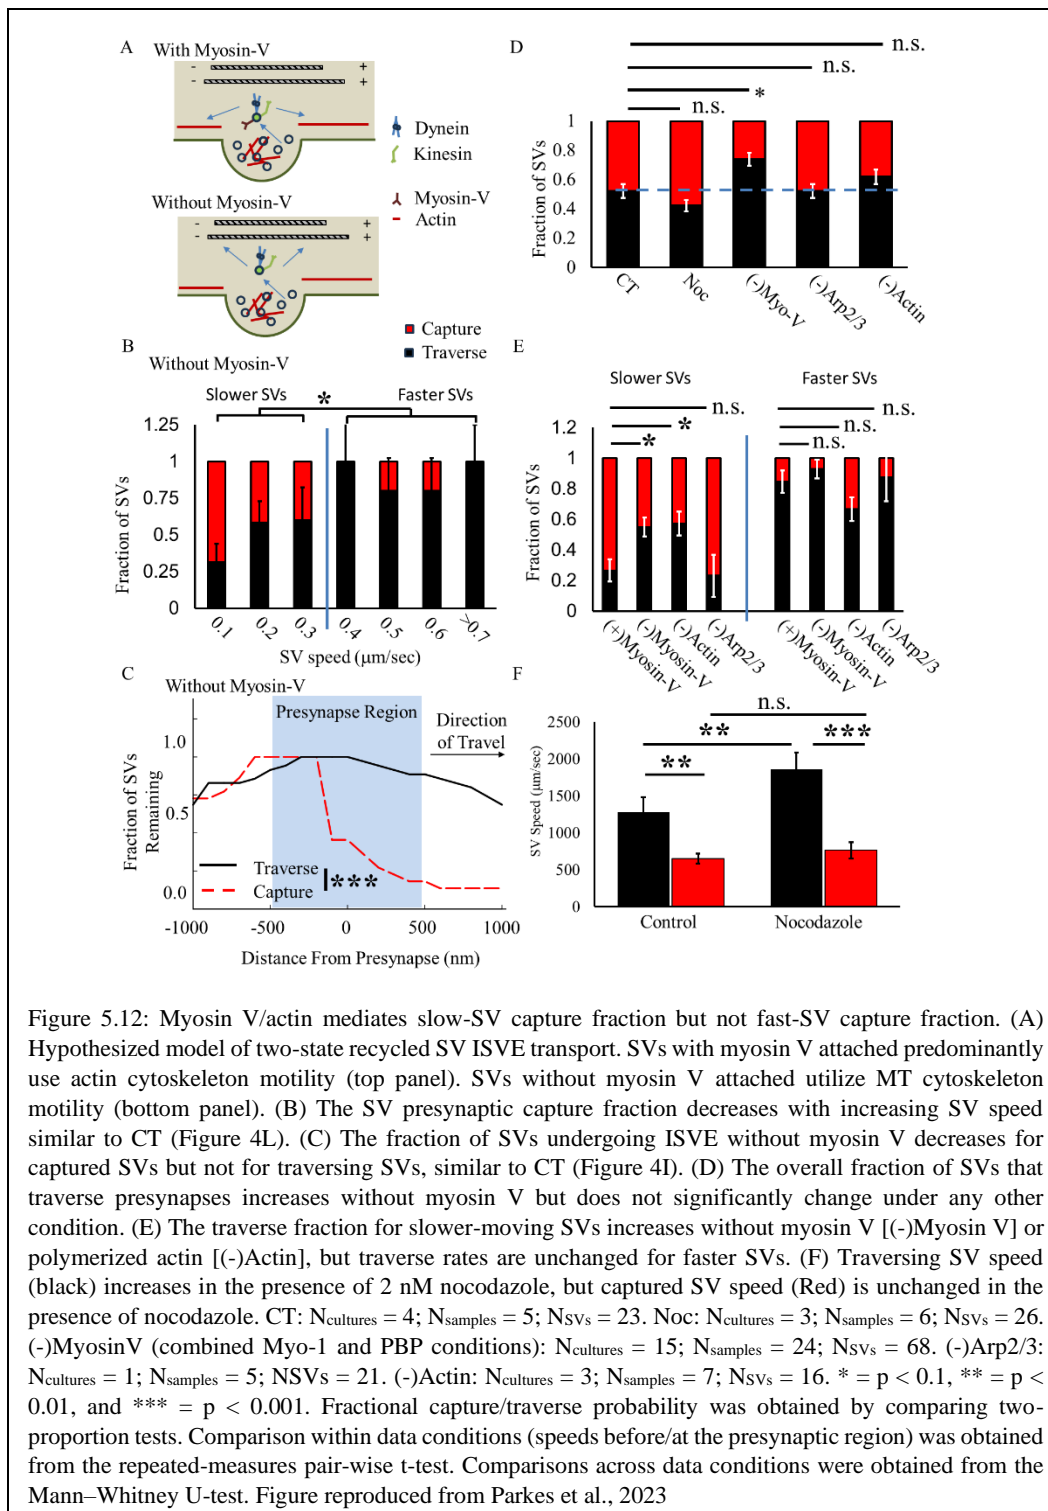 A
With Myosin-V
-
+
-
+
Dynein
Kinesin
Myosin-V
Actin
Without Myosin-V
-
+
-
+
D
n.s.
n.s.
*
n.s.
Fraction of SVs
1
0.8
0.6
0.4
0.2
0
CT
Noc
(-)Myo-V
(-)Arp2/3
(-)Actin
Capture
Traverse
B
Without Myosin-V
Slower SVs
*
Faster SVs
Fraction of SVs
1.25
1
0.75
0.5
0.25
0
0.1
0.2
0.3
0.4
0.5
0.6
>0.7
SV speed (μm/sec)
E
Slower SVs
Faster SVs
n.s.
*
*
n.s.
n.s.
n.s.
Fraction of SVs
1.2
1
0.8
0.6
0.4
0.2
0
(+)Myosin-V
(-)Myosin-V
(-)Actin
(-)Arp2/3
(+)Myosin-V
(-)Myosin-V
(-)Actin
(-)Arp2/3
C
Without Myosin-V
Presynapse Region
Direction
of Travel
Fraction of SVs
Remaining
1.0
0.5
0.0
Traverse
Capture
***
-1000
-500
0
500
1000
Distance From Presynapse (nm)
F
n.s.
**
***
**
SV Speed (μm/sec)
2500
2000
1500
1000
500
0
Control
Nocodazole
Figure 5.12: Myosin V/actin mediates slow-SV capture fraction but not fast-SV capture fraction. (A)
Hypothesized model of two-state recycled SV ISVE transport. SVs with myosin V attached predominantly
use actin cytoskeleton motility (top panel). SVs without myosin V attached utilize MT cytoskeleton
motility (bottom panel). (B) The SV presynaptic capture fraction decreases with increasing SV speed
similar to CT (Figure 4L). (C) The fraction of SVs undergoing ISVE without myosin V decreases for
captured SVs but not for traversing SVs, similar to CT (Figure 4I). (D) The overall fraction of SVs that
traverse presynapses increases without myosin V but does not significantly change under any other
condition. (E) The traverse fraction for slower-moving SVs increases without myosin V [(-)Myosin V] or
polymerized actin [(-)Actin], but traverse rates are unchanged for faster SVs. (F) Traversing SV speed
(black) increases in the presence of 2 nM nocodazole, but captured SV speed (Red) is unchanged in the
presence of nocodazole. CT: Ncultures = 4; Nsamples = 5; NSVs = 23. Noc: Ncultures = 3; Nsamples = 6; NSVs = 26.
(-)MyosinV (combined Myo-1 and PBP conditions): Ncultures = 15; Nsamples = 24; NSVs = 68. (-)Arp2/3:
Ncultures = 1; Nsamples = 5; NSVs = 21. (-)Actin: Ncultures = 3; Nsamples = 7; NSVs = 16. * = p < 0.1, ** = p <
0.01, and *** = p < 0.001. Fractional capture/traverse probability was obtained by comparing two-
proportion tests. Comparison within data conditions (speeds before/at the presynaptic region) was obtained
from the repeated-measures pair-wise t-test. Comparisons across data conditions were obtained from the
Mann–Whitney U-test. Figure reproduced from Parkes et al., 2023